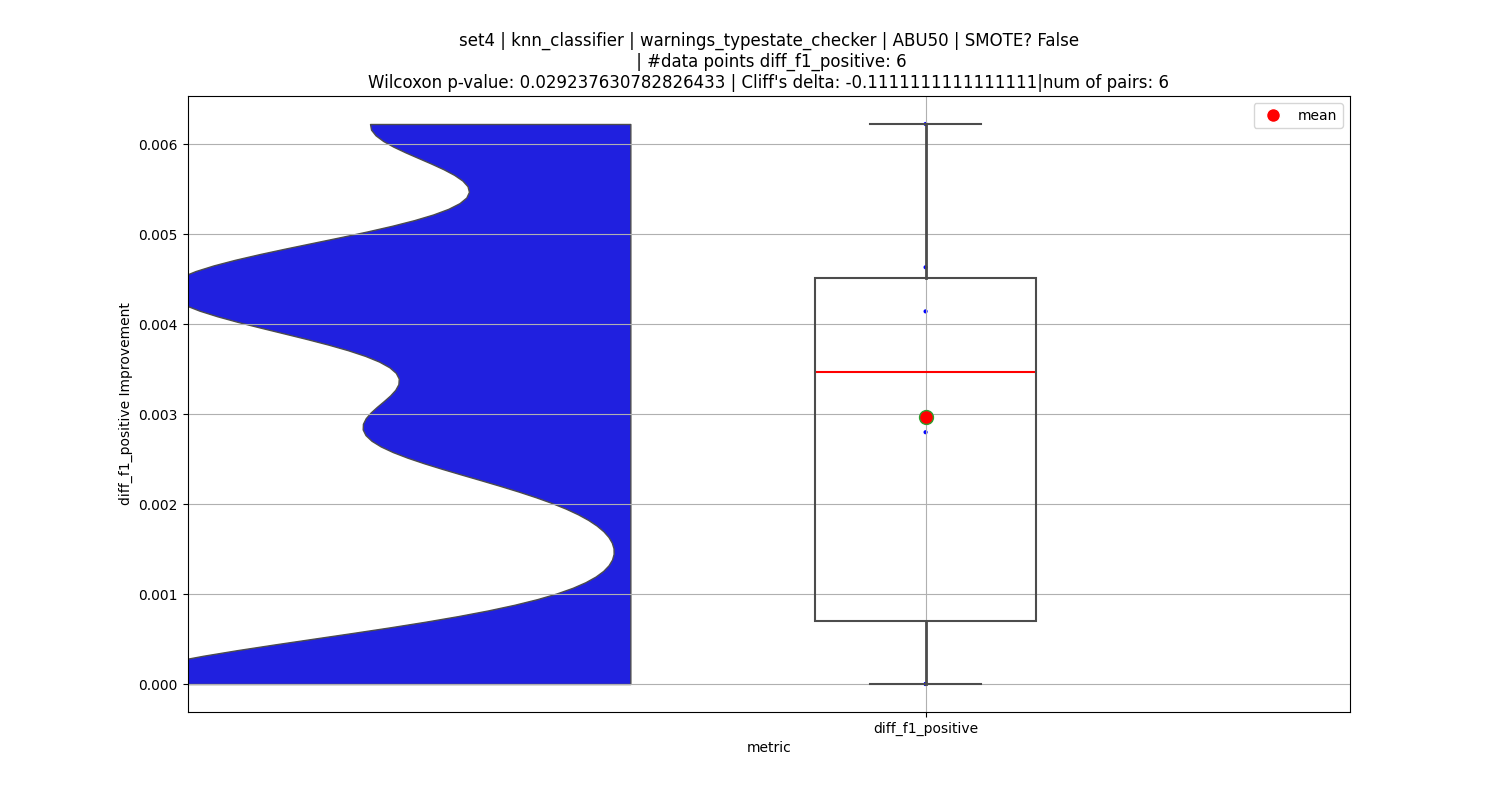 set4 | knn_classifier | warnings_typestate_checker | ABU50 | SMOTE? False
| #data points diff_f1_positive: 6
Wilcoxon p-value: 0.029237630782826433 | Cliff's delta: -0.1111111111111111|num of pairs: 6
mean
0.006
0.005
0.004
0.003
0.002
0.001
0.000
diff_f1_positive Improvement
diff_f1_positive
metric